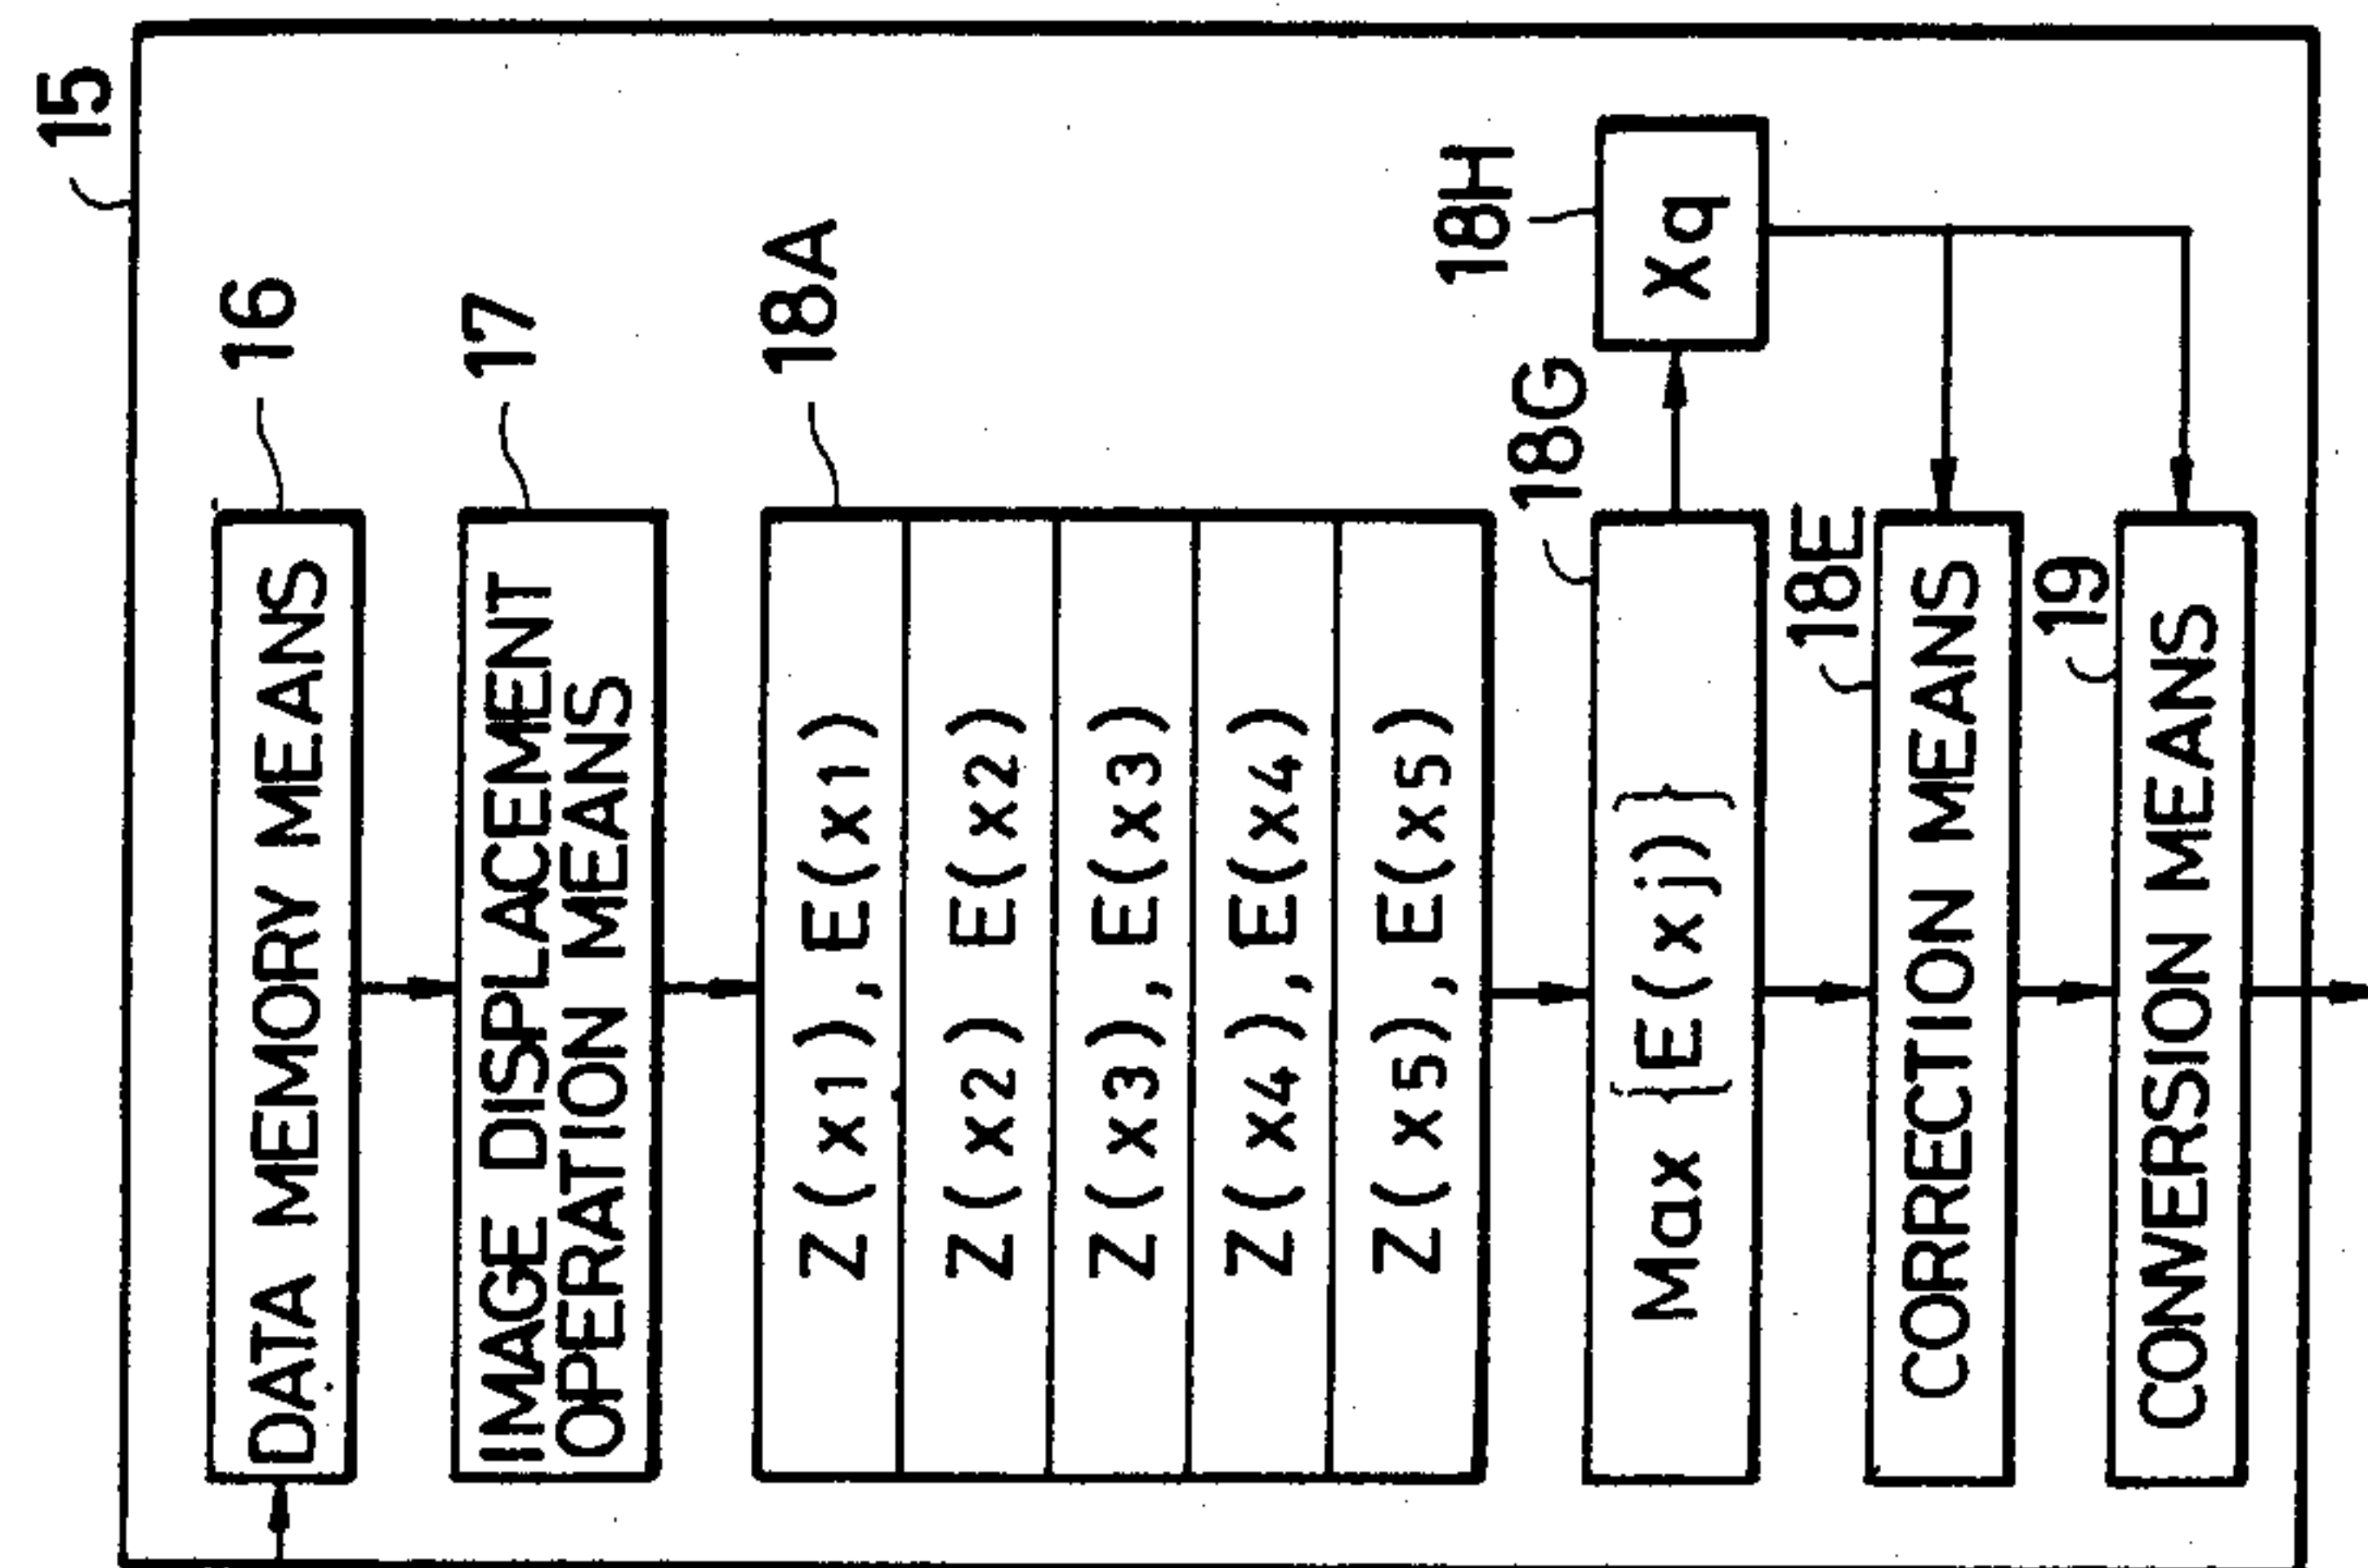 15
16
DATA MEMORY MEANS
17
IMAGE DISPLACEMENT
OPERATION MEANS
18A
Z(x1), E(x1)
Z(x2) E(x2)
Z(x3), E(x3)
Z(x4), E(x4)
Z(x5), E(x5)
18G
Max {E(xj)}
18H
Xq
18E
CORRECTION MEANS
19
CONVERSION MEANS